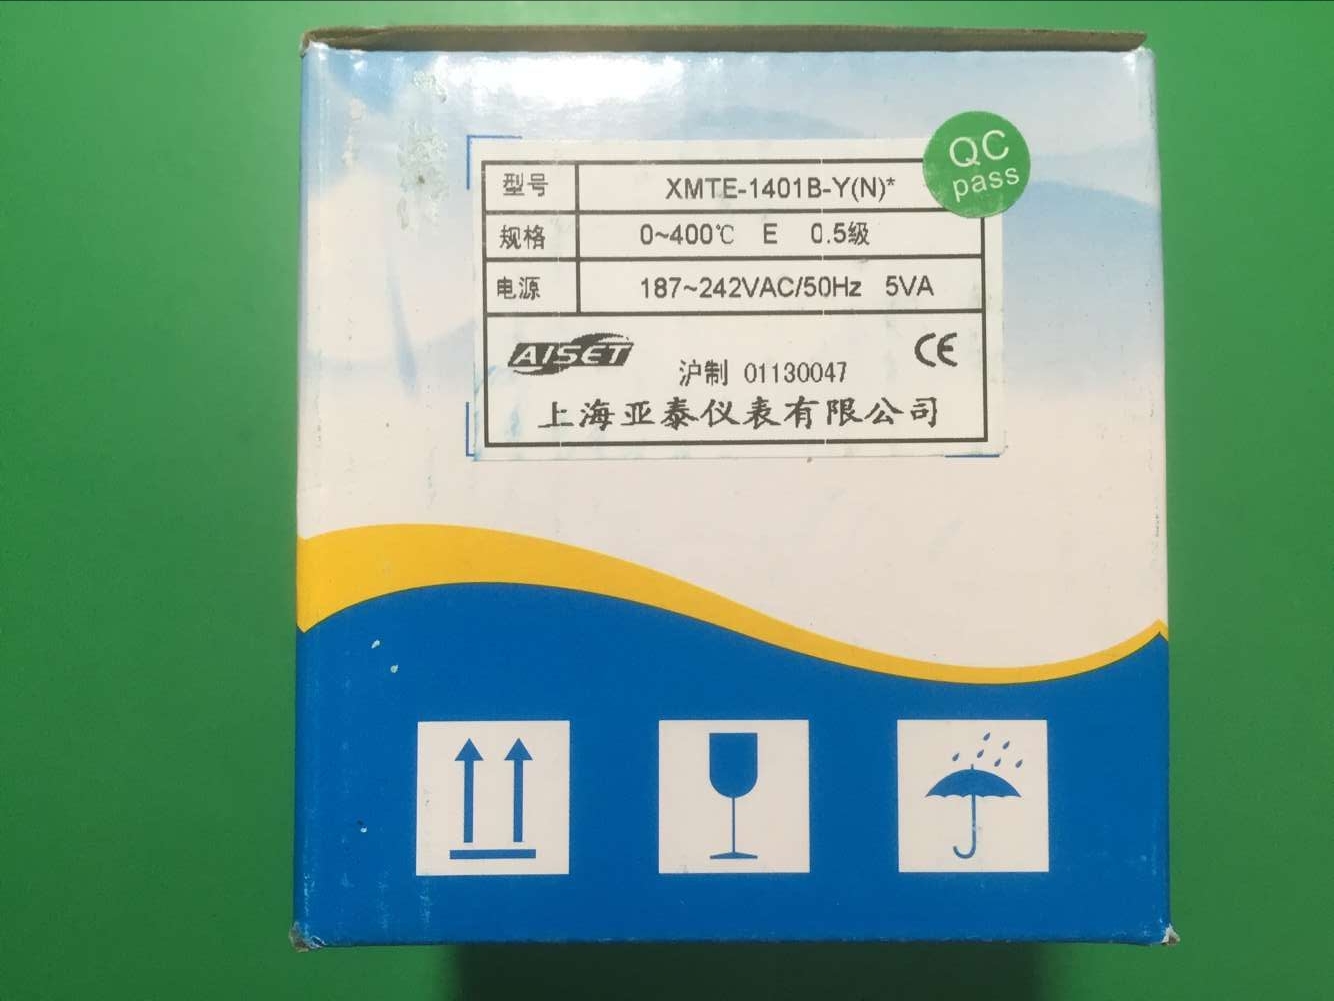 QC
pass
型号 XMTE-1401B-Y(N)*
规格 0~400℃ E 0.5級
电源 187~242VAC/50Hz 5VA
AISET
CE
沪制 01130047
上海亚泰仪表有限公司